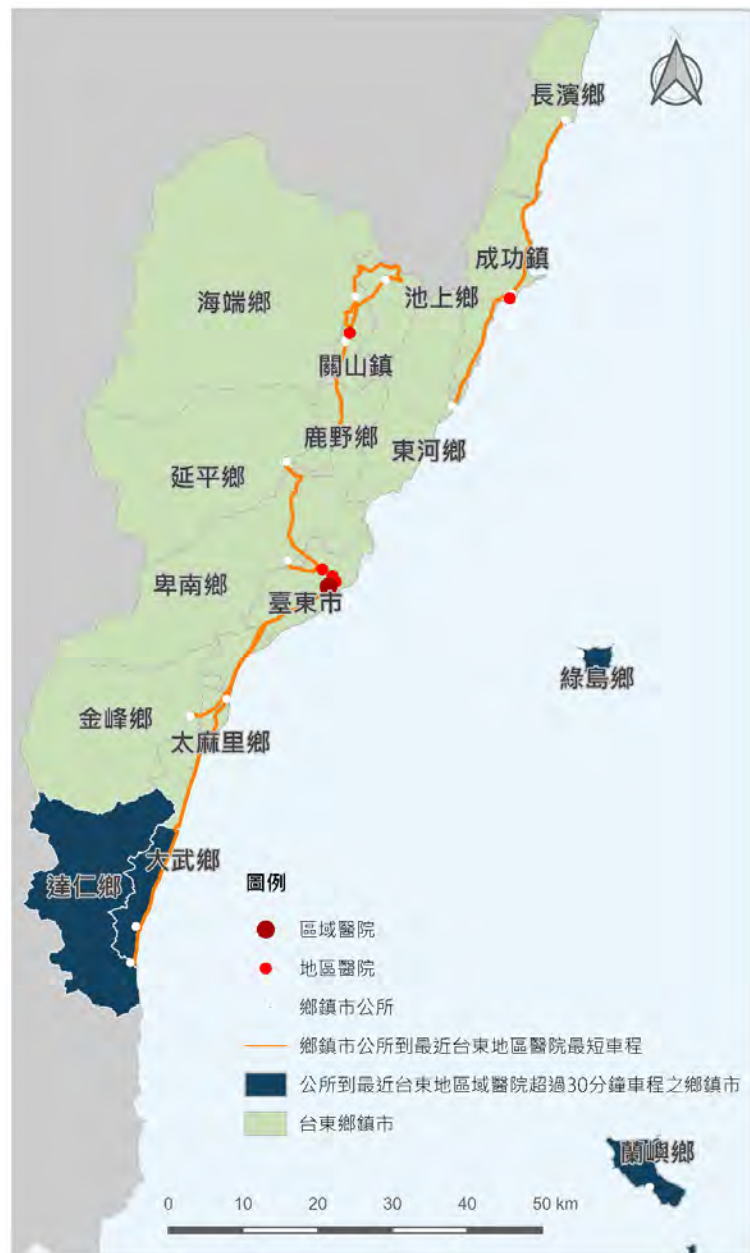 長濱鄉
成功鎮
海端鄉
池上鄉
關山鎮
鹿野鄉
東河鄉
延平鄉
卑南鄉
臺東市
綠島鄉
金峰鄉
太麻里鄉
大武鄉
達仁鄉
圖例
區域醫院
地區醫院
鄉鎮市公所
鄉鎮市公所到最近台東地區醫院最短車程
公所到最近台東地區域醫院超過30分鐘車程之鄉鎮市
台東鄉鎮市
蘭嶼鄉
0 10 20 30 40 50 km